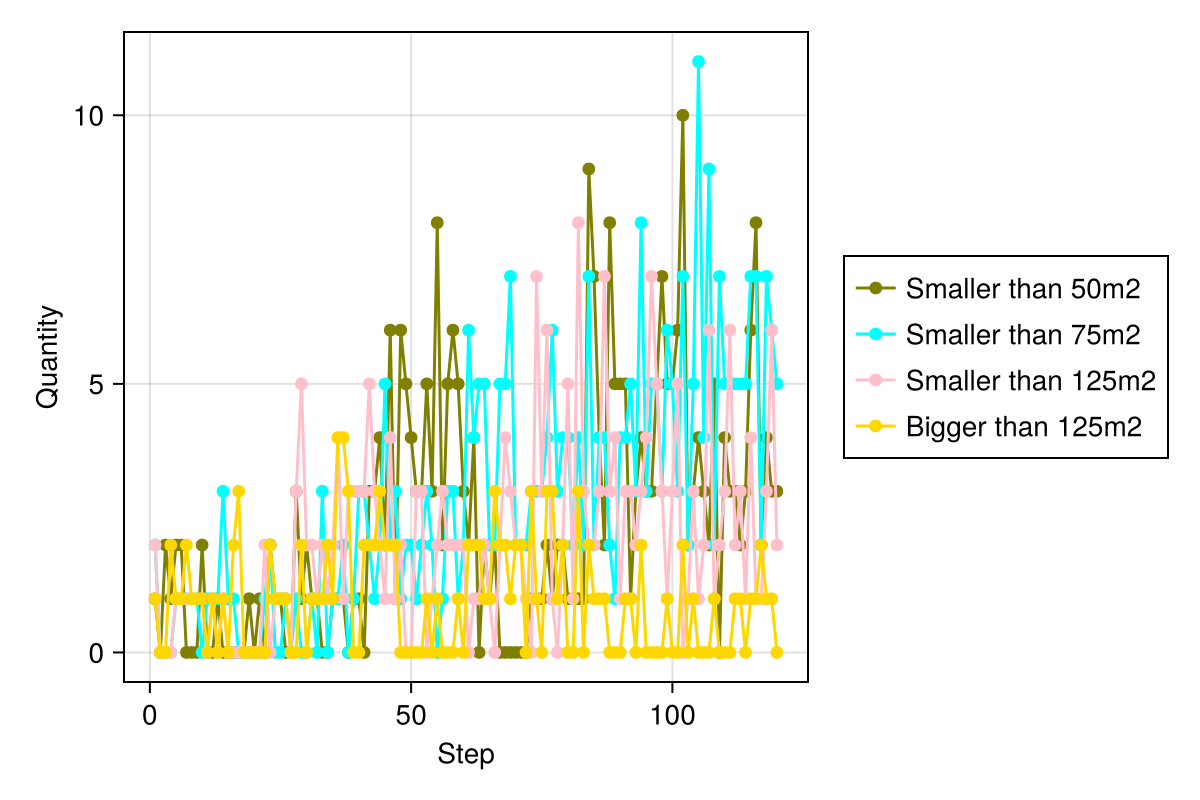 10
5
0
Quantity
0
50
100
Step
Smaller than 50m2
Smaller than 75m2
Smaller than 125m2
Bigger than 125m2